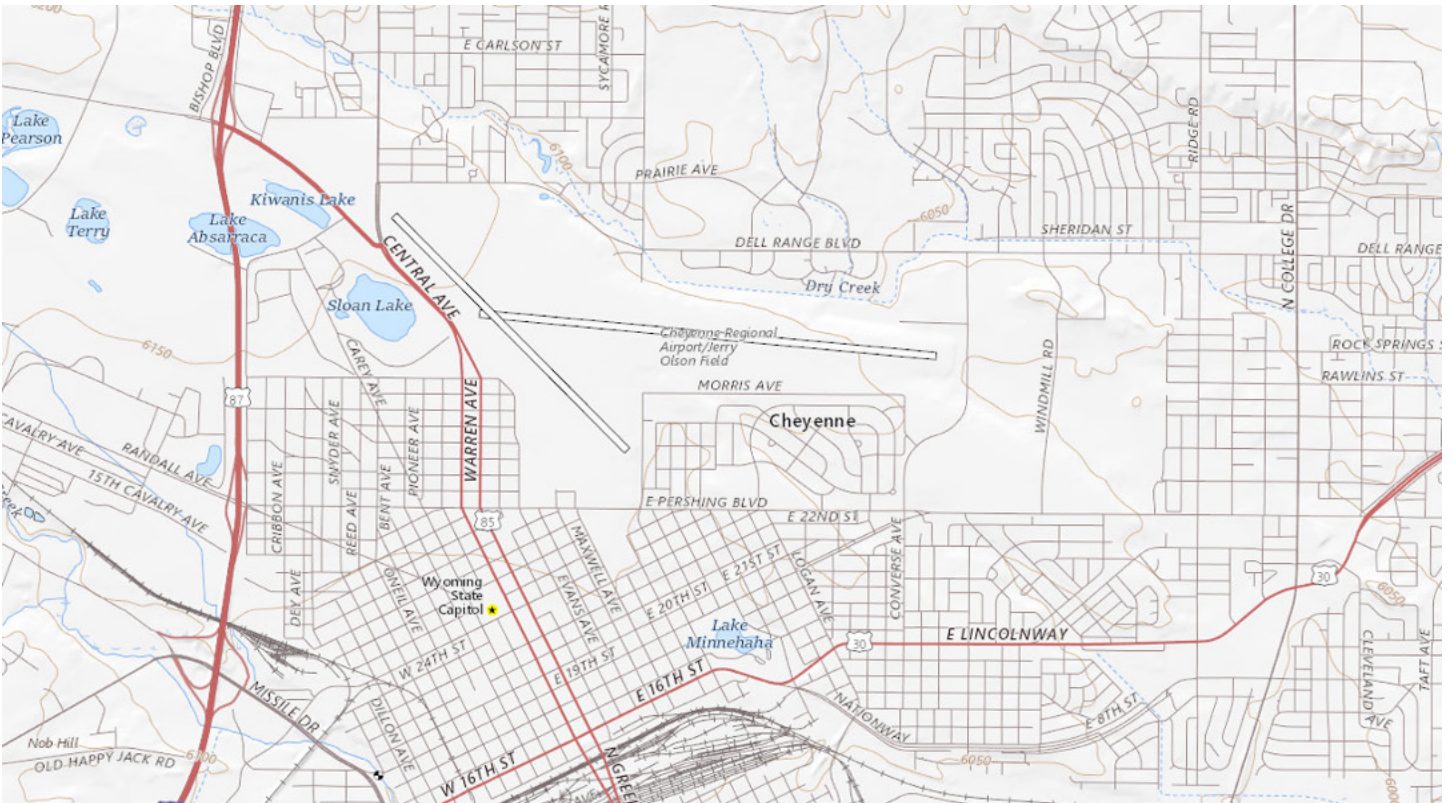 6200
BISHOP BLVD
E CARLSON ST
SYCAMORE R
Lake
Pearson
RIDGE RD
6100
PRAIRIE AVE
Kiwanis Lake
Lake
Terry
Lake
Absarraca
6050
SHERIDAN ST
N COLLEGE DR
DELL RANGE BLVD
DELL RANGE
CENTRAL AVE
Dry Creek
Sloan Lake
Cheyenne Regional
Airport/Jerry
Olson Field
6150
ROCK SPRINGS S
CAREY AVE
WINDMILL RD
RAWLINS ST
MORRIS AVE
87
WARREN AVE
Cheyenne
CAVALRY AVE
SNYDER AVE
PIONEER AVE
RANDALL AVE
15TH CAVALRY AVE
CRIBBON AVE
REED AVE
BENT AVE
E PERSHING BLVD
E 22ND ST
85
reek
MAXWELL AVE
E 21ST ST
LOGAN AVE
CONVERSE AVE
30
DEY AVE
ONEIL AVE
Wyoming
State
Capitol
EVANS AVE
E 20TH ST
6050
Lake
Minnehaha
30
E LINCOLNWAY
W 24TH ST
E 19TH ST
E 16TH ST
CLEVELAND AVE
TAFT AVE
MISSILE DR
DILLON AVE
NATIONWAY
E 8TH ST
Nob Hill
OLD HAPPY JACK RD
6100
W 16TH ST
N GREE
6050
6000
AVE